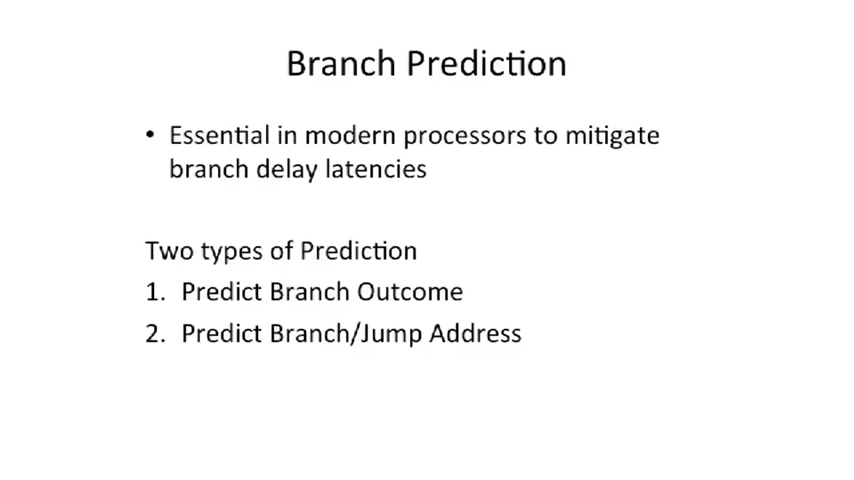 Branch Prediction
• Essential in modern processors to mitigate
branch delay latencies
Two types of Prediction
1. Predict Branch Outcome
2. Predict Branch/Jump Address